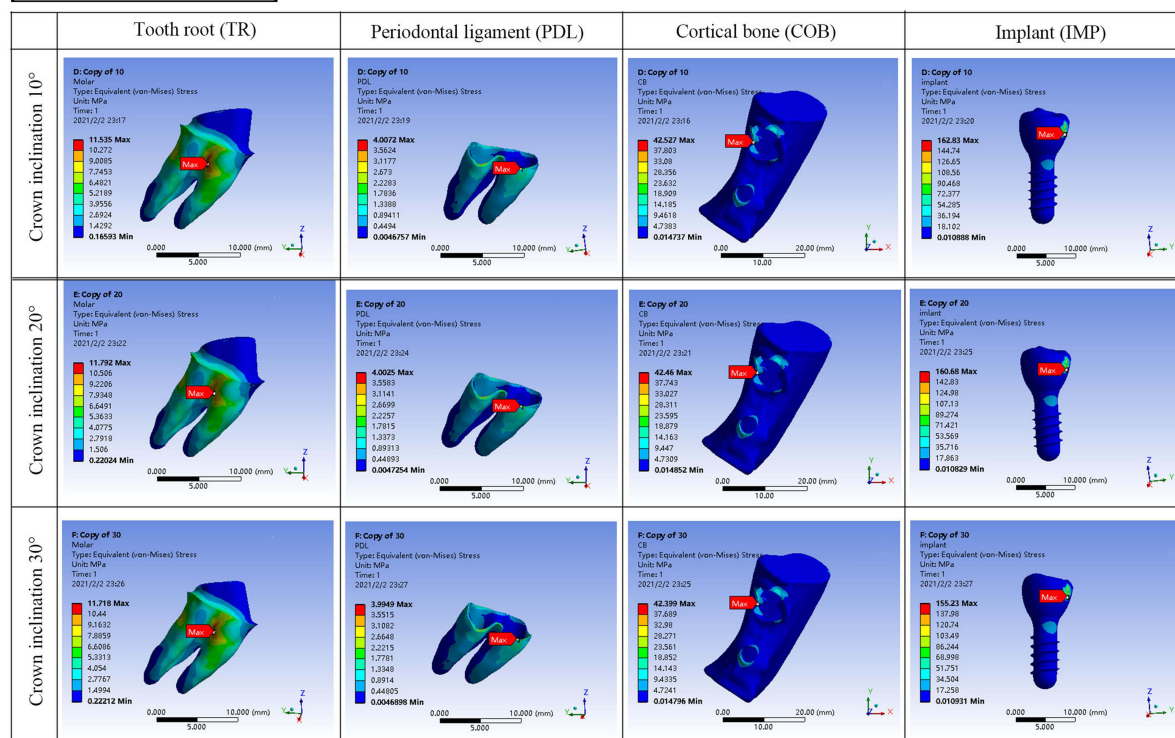 Tooth root (TR)
Periodontal ligament (PDL)
Cortical bone (COB)
Implant (IMP)
Crown inclination 10°
D: Copy of 10
Molar
Type: Equivalent (von-Mises) Stress
Unit: MPa
Time: 1
2021/2/2 23:17
11.535 Max
10.272
9.0085
7.7453
6.4821
5.2189
3.9556
2.6924
1.4292
0.16593 Min
Max
0.000 10.000 (mm)
5.000
Z
Y
X
D: Copy of 10
PDL
Type: Equivalent (von-Mises) Stress
Unit: MPa
Time: 1
2021/2/2 23:19
4.0072 Max
3.5624
3.1177
2.673
2.2283
1.7836
1.3388
0.89411
0.4494
0.0046757 Min
Max
0.000 10.000 (mm)
5.000
Z
Y
X
D: Copy of 10
CB
Type: Equivalent (von-Mises) Stress
Unit: MPa
Time: 1
2021/2/2 23:16
42.527 Max
37.803
33.08
28.356
23.632
18.909
14.185
9.4618
4.7383
0.014737 Min
Max
0.00 20.00 (mm)
10.00
Y
Z
X
D: Copy of 10
implant
Type: Equivalent (von-Mises) Stress
Unit: MPa
Time: 1
2021/2/2 23:20
162.83 Max
144.74
126.65
108.56
90.468
72.377
54.285
36.194
18.102
0.010888 Min
Max
0.000 10.000 (mm)
5.000
Z
Y
X
Crown inclination 20°
E: Copy of 20
Molar
Type: Equivalent (von-Mises) Stress
Unit: MPa
Time: 1
2021/2/2 23:22
11.792 Max
10.506
9.2206
7.9348
6.6491
5.3633
4.0775
2.7918
1.506
0.22024 Min
Max
0.000 10.000 (mm)
5.000
Z
Y
X
E: Copy of 20
PDL
Type: Equivalent (von-Mises) Stress
Unit: MPa
Time: 1
2021/2/2 23:24
4.0025 Max
3.5583
3.1141
2.6699
2.2257
1.7815
1.3373
0.89313
0.44893
0.0047254 Min
Max
0.000 10.000 (mm)
5.000
Z
Y
X
E: Copy of 20
CB
Type: Equivalent (von-Mises) Stress
Unit: MPa
Time: 1
2021/2/2 23:21
42.46 Max
37.743
33.027
28.311
23.595
18.879
14.163
9.447
4.7309
0.014852 Min
Max
0.00 20.00 (mm)
10.00
Y
Z
X
E: Copy of 20
implant
Type: Equivalent (von-Mises) Stress
Unit: MPa
Time: 1
2021/2/2 23:25
160.68 Max
142.83
124.98
107.13
89.274
71.421
53.569
35.716
17.863
0.010829 Min
Max
0.000 10.000 (mm)
5.000
Z
Y
X
Crown inclination 30°
F: Copy of 30
Molar
Type: Equivalent (von-Mises) Stress
Unit: MPa
Time: 1
2021/2/2 23:26
11.718 Max
10.44
9.1632
7.8859
6.6086
5.3313
4.054
2.7767
1.4994
0.22212 Min
Max
0.000 10.000 (mm)
5.000
Z
Y
X
F: Copy of 30
PDL
Type: Equivalent (von-Mises) Stress
Unit: MPa
Time: 1
2021/2/2 23:27
3.9949 Max
3.5515
3.1082
2.6648
2.2215
1.7781
1.3348
0.8914
0.44805
0.0046898 Min
Max
0.000 10.000 (mm)
5.000
Z
Y
X
F: Copy of 30
CB
Type: Equivalent (von-Mises) Stress
Unit: MPa
Time: 1
2021/2/2 23:25
42.399 Max
37.689
32.98
28.271
23.561
18.852
14.143
9.4335
4.7241
0.014796 Min
Max
0.00 20.00 (mm)
10.00
Y
Z
X
F: Copy of 30
implant
Type: Equivalent (von-Mises) Stress
Unit: MPa
Time: 1
2021/2/2 23:27
155.23 Max
137.98
120.74
103.49
86.244
68.998
51.751
34.504
17.258
0.010931 Min
Max
0.000 10.000 (mm)
5.000
Z
Y
X